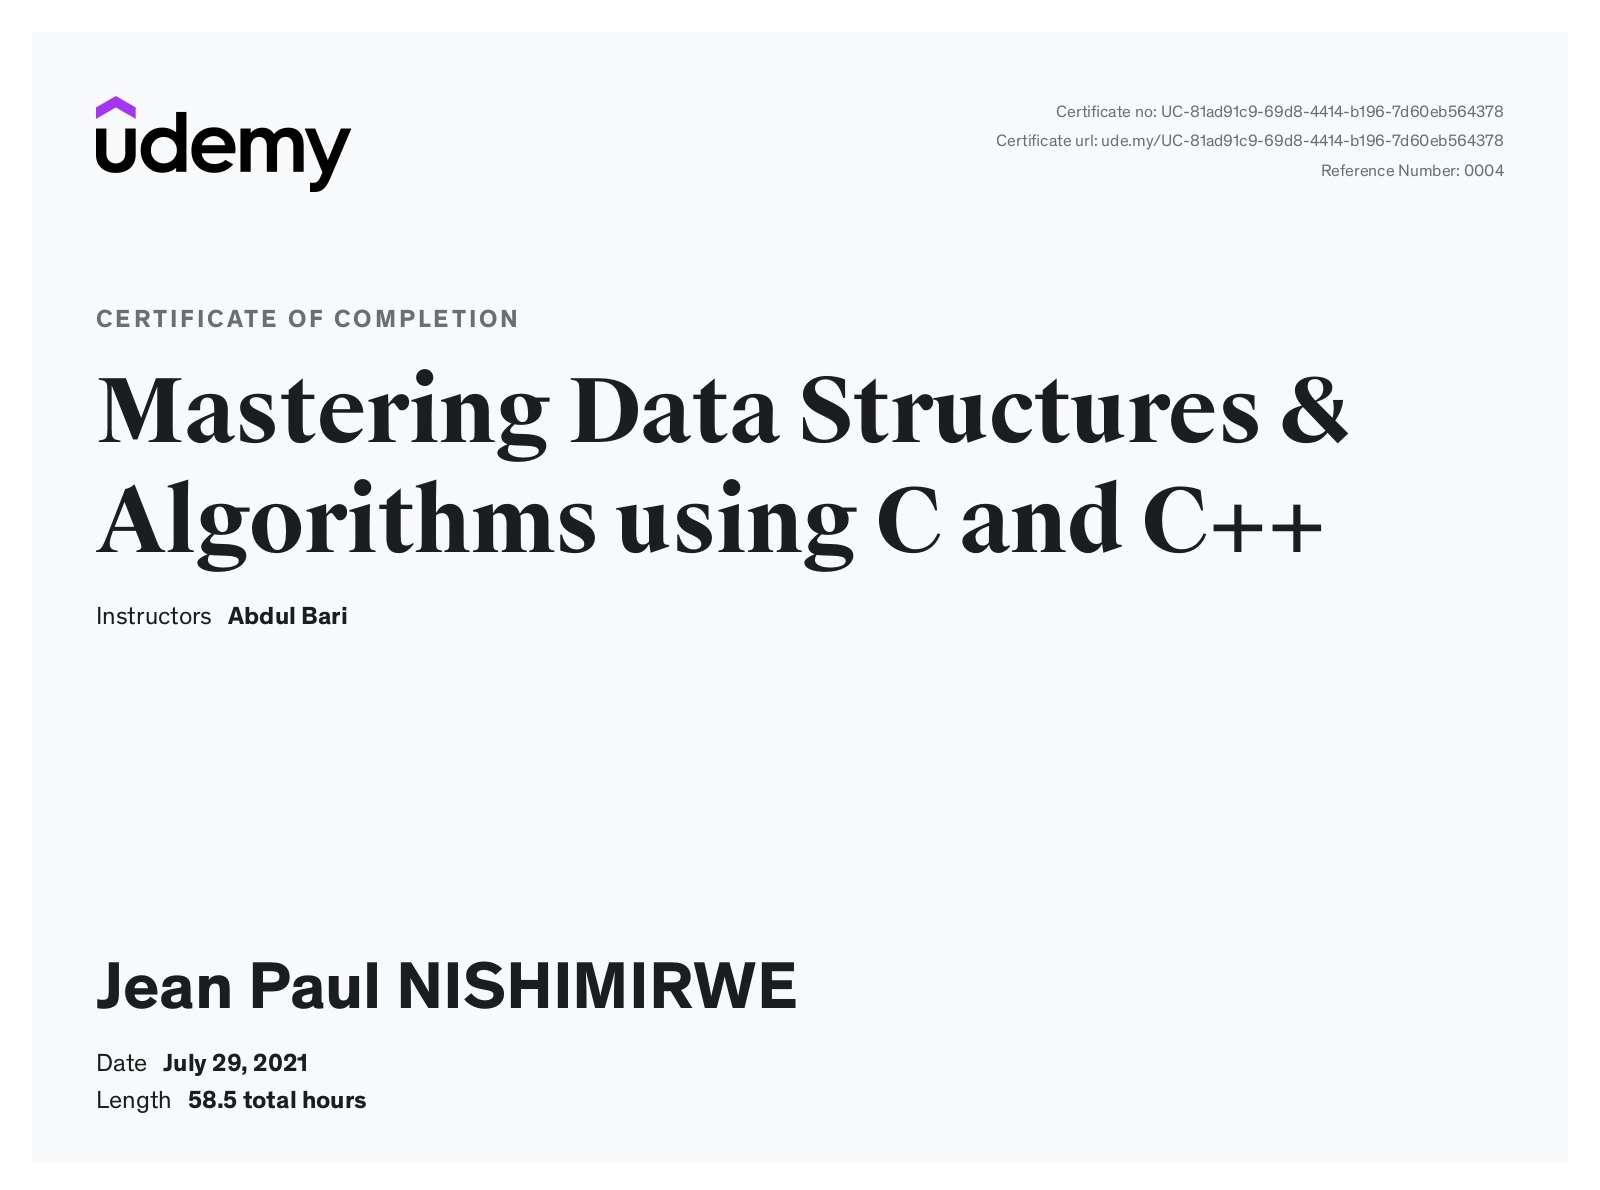 udemy
Certificate no: UC-81ad91c9-69d8-4414-b196-7d60eb564378
Certificate url: ude.my/UC-81ad91c9-69d8-4414-b196-7d60eb564378
Reference Number: 0004
CERTIFICATE OF COMPLETION
Mastering Data Structures &
Algorithms using C and C++
Instructors Abdul Bari
Jean Paul NISHIMIRWE
Date July 29, 2021
Length 58.5 total hours